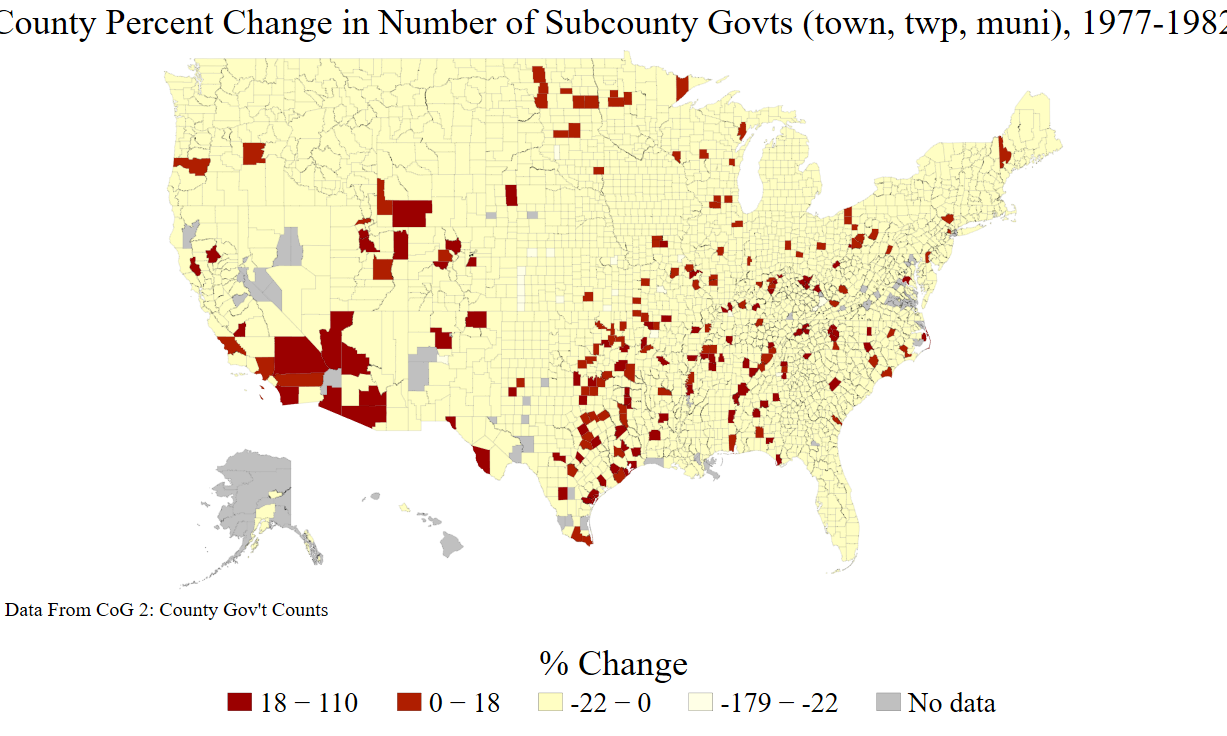 County Percent Change in Number of Subcounty Govts (town, twp, muni), 1977-1982
Data From CoG 2: County Gov't Counts
% Change
18 − 110 0 − 18 -22 − 0 -179 − -22 No data